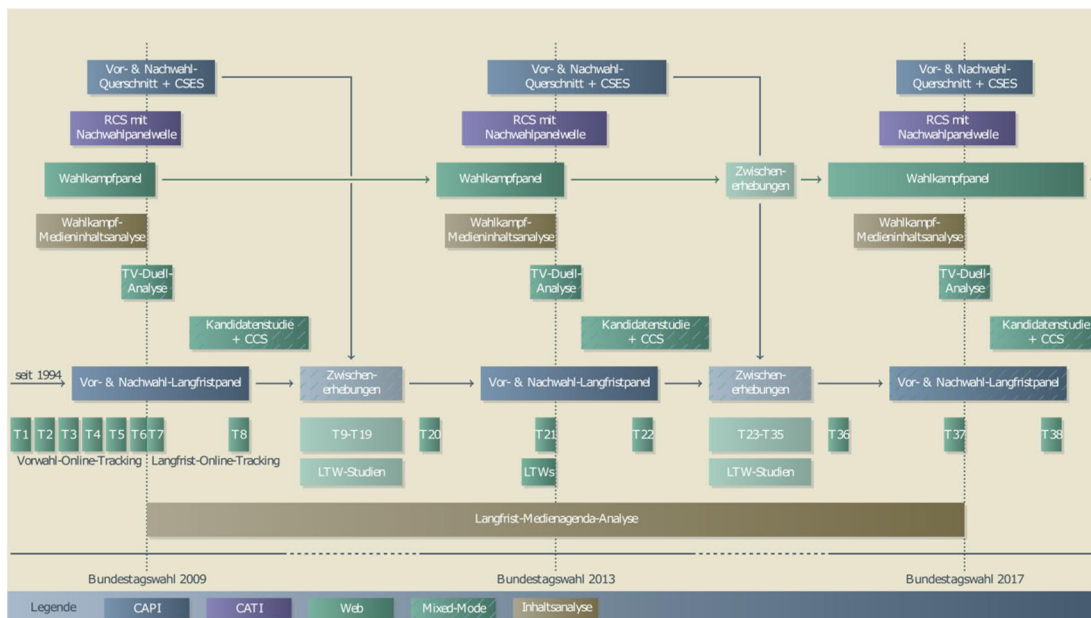 Vor- & Nachwahl-
Querschnitt + CSES
Vor- & Nachwahl-
Querschnitt + CSES
Vor- & Nachwahl-
Querschnitt + CSES
RCS mit
Nachwahlpanelwelle
RCS mit
Nachwahlpanelwelle
RCS mit
Nachwahlpanelwelle
Wahlkampfpanel
Wahlkampfpanel
Zwischen-
erhebungen
Wahlkampfpanel
Wahlkampf-
Medieninhaltsanalyse
Wahlkampf-
Medieninhaltsanalyse
Wahlkampf-
Medieninhaltsanalyse
TV-Duell-
Analyse
TV-Duell-
Analyse
TV-Duell-
Analyse
Kandidatenstudie
+ CCS
Kandidatenstudie
+ CCS
Kandidatenstudie
+ CCS
seit 1994
Vor- & Nachwahl-Langfristpanel
Zwischen-
erhebungen
Vor- & Nachwahl-Langfristpanel
Zwischen-
erhebungen
Vor- & Nachwahl-Langfristpanel
T1 T2 T3 T4 T5 T6 T7 T8 T9-T19 T20 T21 T22 T23-T35 T36 T37 T38
Vorwahl-Online-Tracking Langfrist-Online-Tracking
LTW-Studien LTWs LTW-Studien
Langfrist-Medienagenda-Analyse
Bundestagswahl 2009 Bundestagswahl 2013 Bundestagswahl 2017
Legende CAPI CATI Web Mixed-Mode Inhaltsanalyse